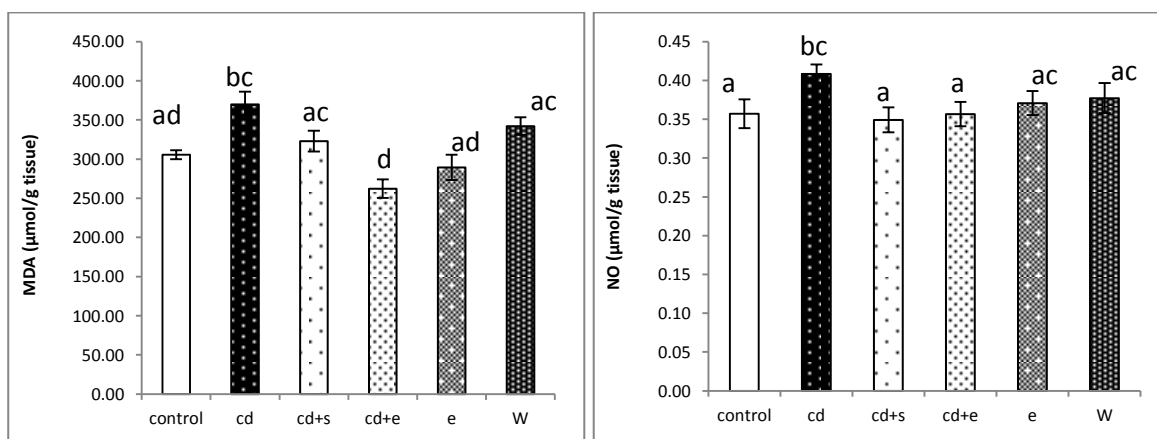 MDA (µmol/g tissue)
450.00
400.00
350.00
300.00
250.00
200.00
150.00
100.00
50.00
0.00
ad
bc
ac
d
ad
ac
control cd cd+s cd+e e W
NO (µmol/g tissue)
0.45
0.40
0.35
0.30
0.25
0.20
0.15
0.10
0.05
0.00
a
bc
a
a
ac
ac
control cd cd+s cd+e e W